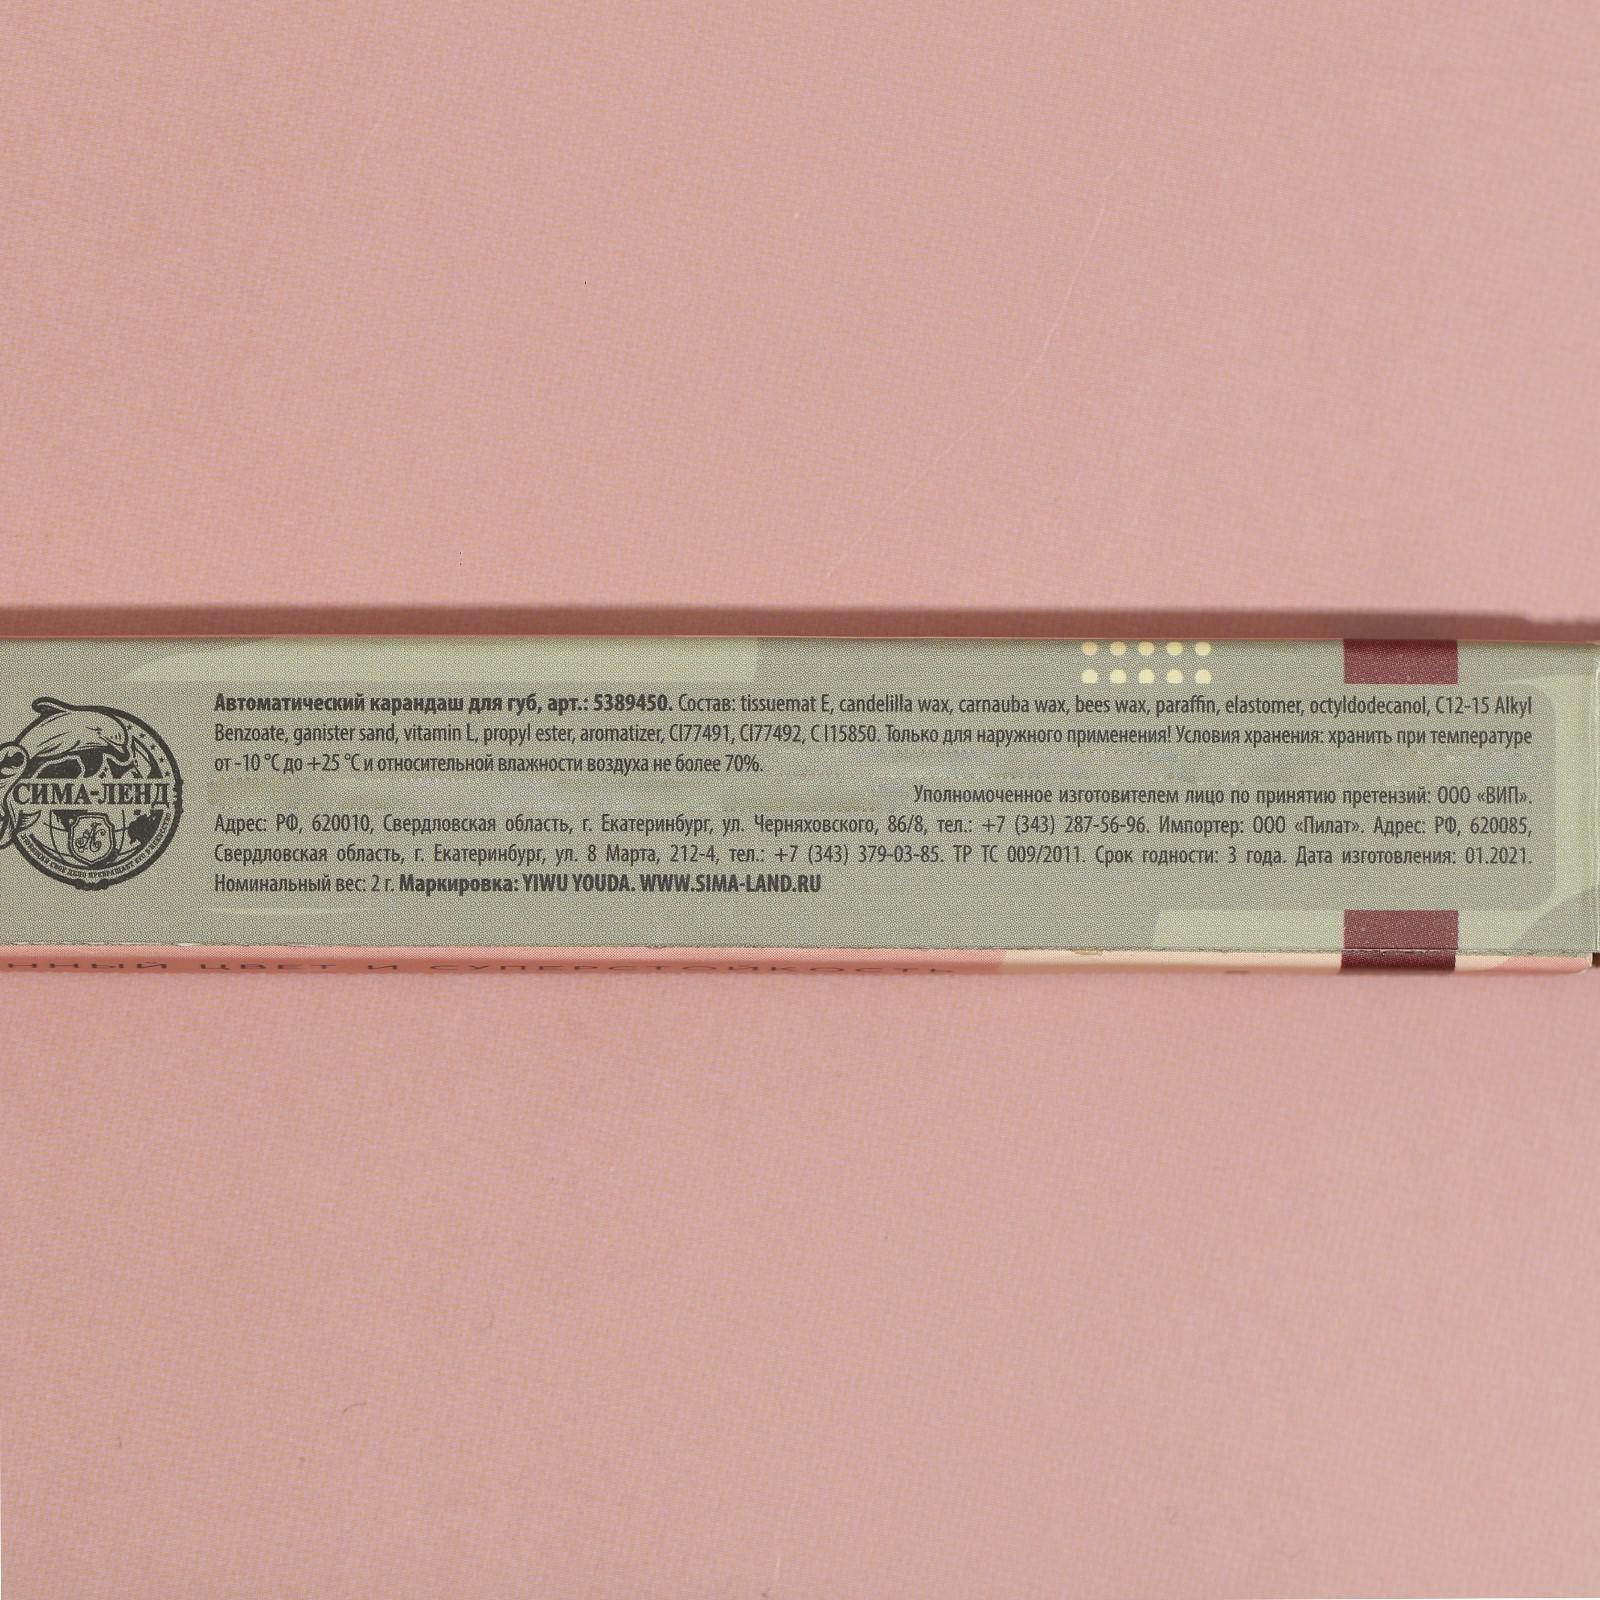 СИМА-ЛЕНД
Автоматический карандаш для губ, арт.: 5389450. Состав: tissuemat E, candelilla wax, carnauba wax, bees wax, paraffin, elastomer, octyldodecanol, C12-15 Alkyl
Benzoate, ganister sand, vitamin L, propyl ester, aromatizer, CI77491, CI77492, C I15850. Только для наружного применения! Условия хранения: хранить при температуре
от -10 °C до +25 °C и относительной влажности воздуха не более 70%.
Уполномоченное изготовителем лицо по принятию претензий: ООО «ВИП».
Адрес: РФ, 620010, Свердловская область, г. Екатеринбург, ул. Черняховского, 86/8, тел.: +7 (343) 287-56-96. Импортер: ООО «Пилат». Адрес: РФ, 620085,
Свердловская область, г. Екатеринбург, ул. 8 Марта, 212-4, тел.: +7 (343) 379-03-85. ТР ТС 009/2011. Срок годности: 3 года. Дата изготовления: 01.2021.
Номинальный вес: 2 г. Маркировка: YIWU YOUDA. WWW.SIMA-LAND.RU
ННЫЙ ЦВЕТ И СУПЕРСТОЙКОСТЬ